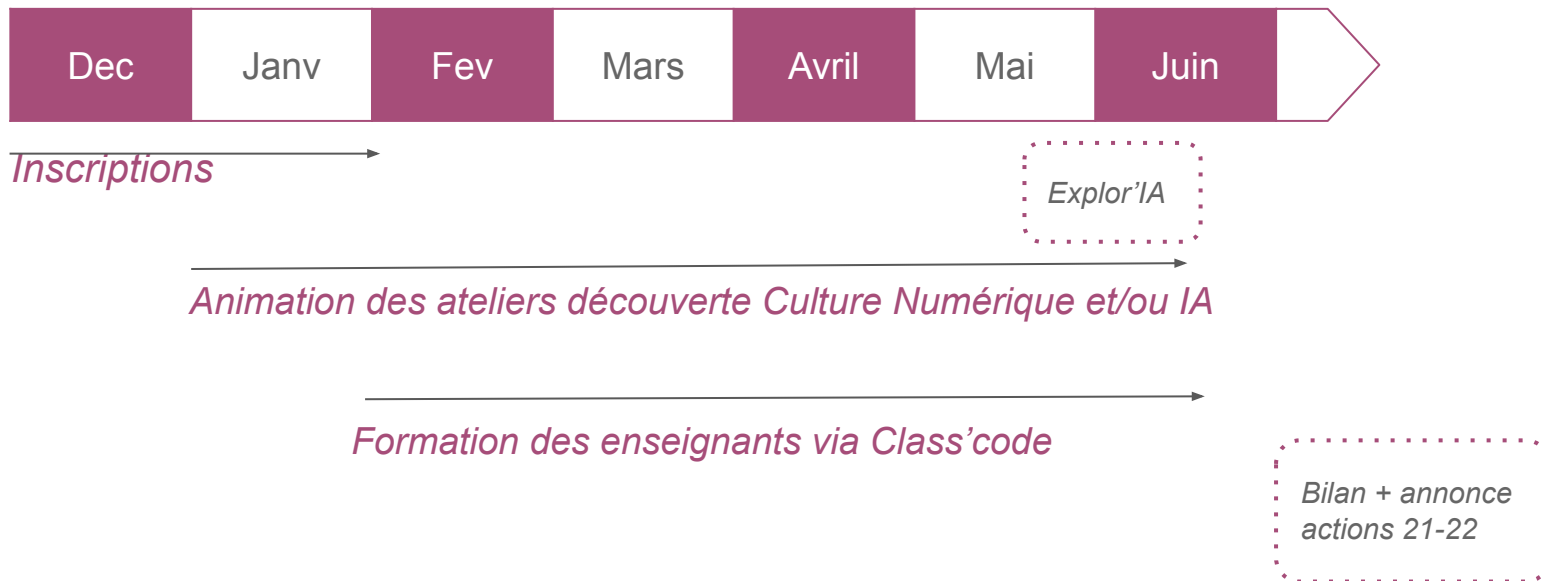 Dec Janv Fev Mars Avril Mai Juin
Inscriptions
Explor’IA
Animation des ateliers découverte Culture Numérique et/ou IA
Formation des enseignants via Class’code
Bilan + annonce
actions 21-22